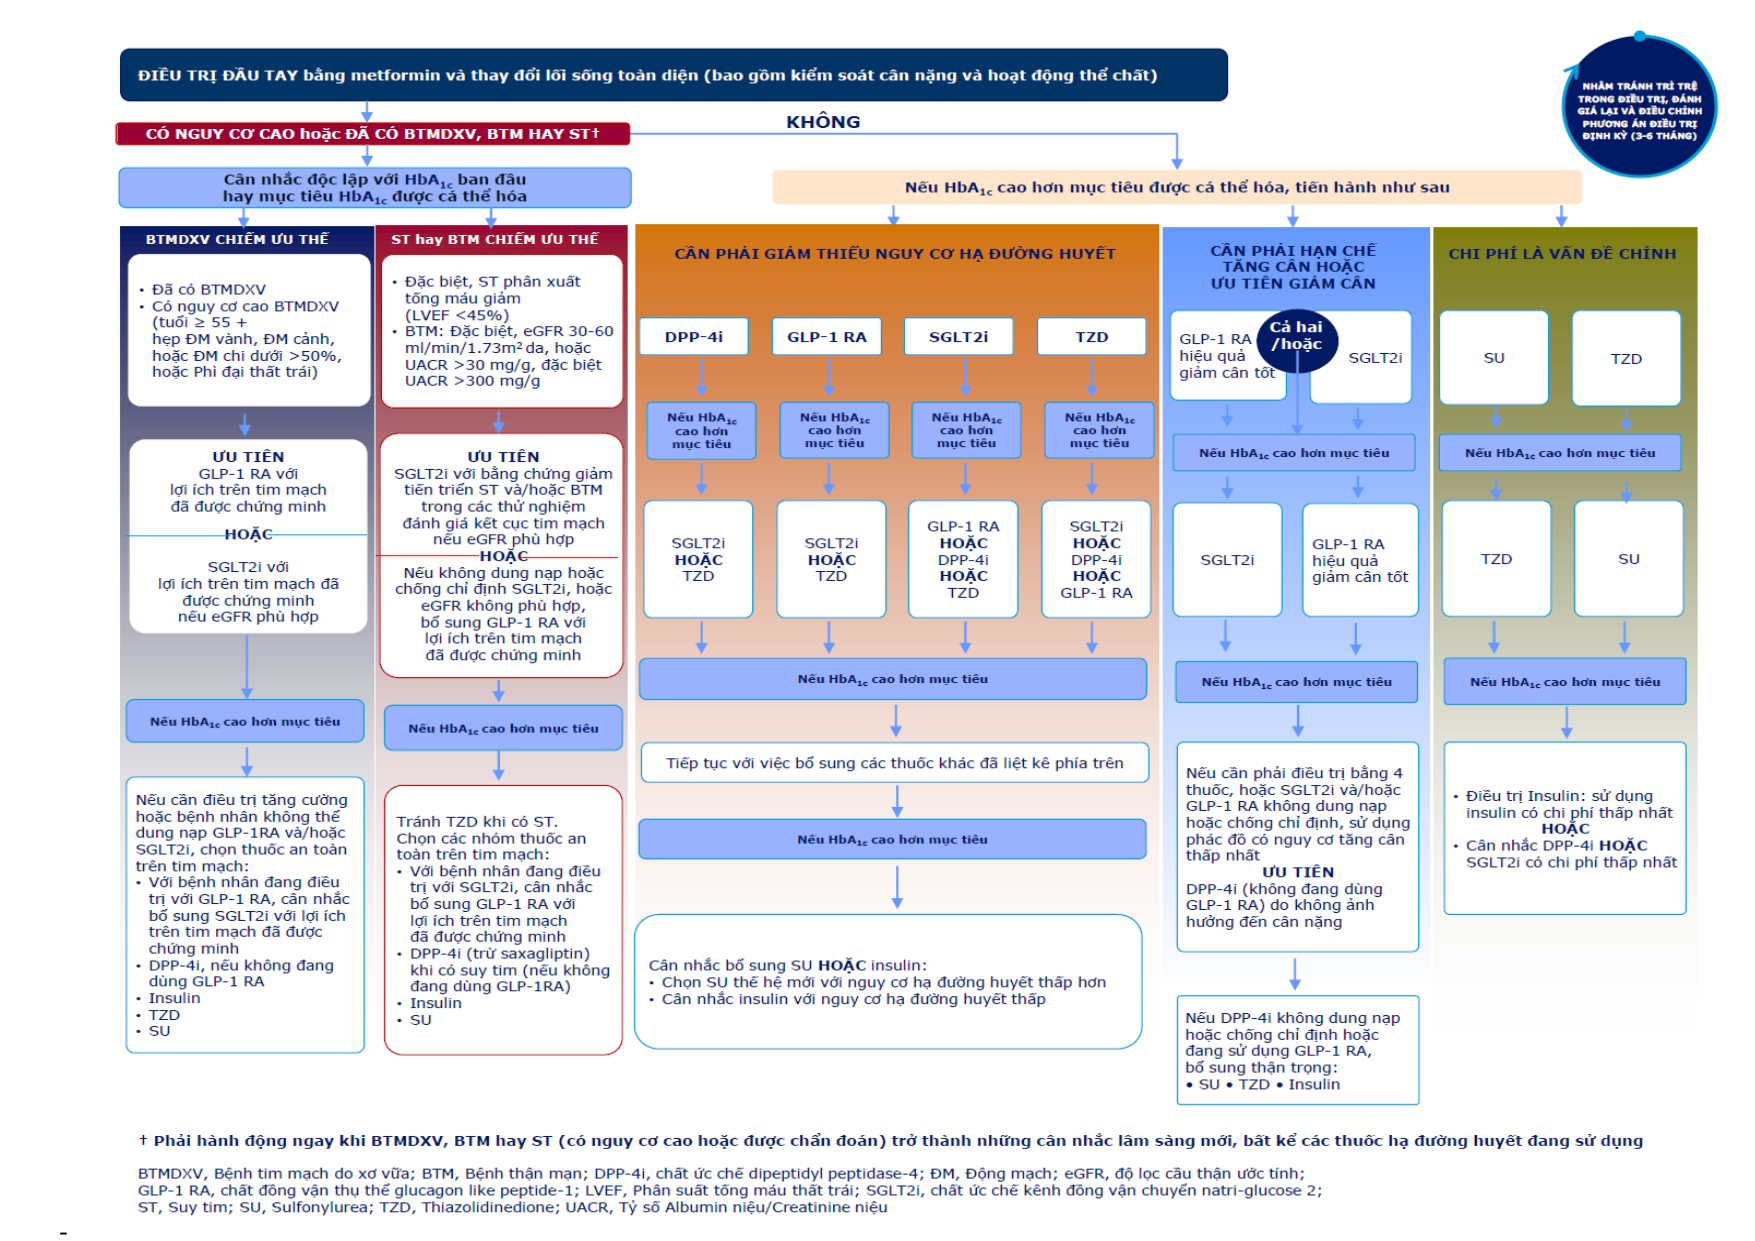 ĐIỀU TRỊ ĐẦU TAY bằng metformin và thay đổi lối sống toàn diện (bao gồm kiểm soát cân nặng và hoạt động thể chất)
NHẰM TRÁNH TRÌ TRỆ
TRONG ĐIỀU TRỊ, ĐÁNH
GIÁ LẠI VÀ ĐIỀU CHỈNH
PHƯƠNG ÁN ĐIỀU TRỊ
ĐỊNH KỲ (3-6 THÁNG)
CÓ NGUY CƠ CAO hoặc ĐÃ CÓ BTMDXV, BTM HAY ST†
KHÔNG
Cân nhắc độc lập với HbA1c ban đầu
hay mục tiêu HbA1c được cá thể hóa
Nếu HbA1c cao hơn mục tiêu được cá thể hóa, tiến hành như sau
BTMDXV CHIẾM ƯU THẾ
• Đã có BTMDXV
• Có nguy cơ cao BTMDXV
(tuổi ≥ 55 +
hẹp ĐM vành, ĐM cảnh,
hoặc ĐM chi dưới >50%,
hoặc Phì đại thất trái)
ƯU TIÊN
GLP-1 RA với
lợi ích trên tim mạch
đã được chứng minh
HOẶC
SGLT2i với
lợi ích trên tim mạch đã
được chứng minh
nếu eGFR phù hợp
Nếu HbA1c cao hơn mục tiêu
Nếu cần điều trị tăng cường
hoặc bệnh nhân không thể
dung nạp GLP-1RA và/hoặc
SGLT2i, chọn thuốc an toàn
trên tim mạch:
• Với bệnh nhân đang điều
trị với GLP-1 RA, cân nhắc
bổ sung SGLT2i với lợi ích
trên tim mạch đã được
chứng minh
• DPP-4i, nếu không đang
dùng GLP-1 RA
• Insulin
• TZD
• SU
ST hay BTM CHIẾM ƯU THẾ
• Đặc biệt, ST phân xuất
tống máu giảm
(LVEF <45%)
• BTM: Đặc biệt, eGFR 30-60
ml/min/1.73m² da, hoặc
UACR >30 mg/g, đặc biệt
UACR >300 mg/g
ƯU TIÊN
SGLT2i với bằng chứng giảm
tiến triển ST và/hoặc BTM
trong các thử nghiệm
đánh giá kết cục tim mạch
nếu eGFR phù hợp
HOẶC
Nếu không dung nạp hoặc
chống chỉ định SGLT2i, hoặc
eGFR không phù hợp,
bổ sung GLP-1 RA với
lợi ích trên tim mạch
đã được chứng minh
Nếu HbA1c cao hơn mục tiêu
Tránh TZD khi có ST.
Chọn các nhóm thuốc an
toàn trên tim mạch:
• Với bệnh nhân đang điều
trị với SGLT2i, cân nhắc
bổ sung GLP-1 RA với
lợi ích trên tim mạch
đã được chứng minh
• DPP-4i (trừ saxagliptin)
khi có suy tim (nếu không
đang dùng GLP-1RA)
• Insulin
• SU
CẦN PHẢI GIẢM THIỂU NGUY CƠ HẠ ĐƯỜNG HUYẾT
DPP-4i
GLP-1 RA
SGLT2i
TZD
Nếu HbA1c
cao hơn
mục tiêu
Nếu HbA1c
cao hơn
mục tiêu
Nếu HbA1c
cao hơn
mục tiêu
Nếu HbA1c
cao hơn
mục tiêu
SGLT2i
HOẶC
TZD
SGLT2i
HOẶC
TZD
GLP-1 RA
HOẶC
DPP-4i
HOẶC
TZD
SGLT2i
HOẶC
DPP-4i
HOẶC
GLP-1 RA
Nếu HbA1c cao hơn mục tiêu
Tiếp tục với việc bổ sung các thuốc khác đã liệt kê phía trên
Nếu HbA1c cao hơn mục tiêu
Cân nhắc bổ sung SU HOẶC insulin:
• Chọn SU thế hệ mới với nguy cơ hạ đường huyết thấp hơn
• Cân nhắc insulin với nguy cơ hạ đường huyết thấp
CẦN PHẢI HẠN CHẾ
TĂNG CÂN HOẶC
ƯU TIÊN GIẢM CÂN
GLP-1 RA
hiệu quả
giảm cân tốt
Cả hai
/hoặc
SGLT2i
Nếu HbA1c cao hơn mục tiêu
SGLT2i
GLP-1 RA
hiệu quả
giảm cân tốt
Nếu HbA1c cao hơn mục tiêu
Nếu cần phải điều trị bằng 4
thuốc, hoặc SGLT2i và/hoặc
GLP-1 RA không dung nạp
hoặc chống chỉ định, sử dụng
phác đồ có nguy cơ tăng cân
thấp nhất
ƯU TIÊN
DPP-4i (không đang dùng
GLP-1 RA) do không ảnh
hưởng đến cân nặng
Nếu DPP-4i không dung nạp
hoặc chống chỉ định hoặc
đang sử dụng GLP-1 RA,
bổ sung thận trọng:
• SU • TZD • Insulin
CHI PHÍ LÀ VẤN ĐỀ CHÍNH
SU
TZD
Nếu HbA1c cao hơn mục tiêu
TZD
SU
Nếu HbA1c cao hơn mục tiêu
• Điều trị Insulin: sử dụng
insulin có chi phí thấp nhất
HOẶC
• Cân nhắc DPP-4i HOẶC
SGLT2i có chi phí thấp nhất
† Phải hành động ngay khi BTMDXV, BTM hay ST (có nguy cơ cao hoặc được chẩn đoán) trở thành những cân nhắc lâm sàng mới, bất kể các thuốc hạ đường huyết đang sử dụng
BTMDXV, Bệnh tim mạch do xơ vữa; BTM, Bệnh thận mạn; DPP-4i, chất ức chế dipeptidyl peptidase-4; ĐM, Động mạch; eGFR, độ lọc cầu thận ước tính;
GLP-1 RA, chất đồng vận thụ thể glucagon like peptide-1; LVEF, Phân suất tống máu thất trái; SGLT2i, chất ức chế kênh đồng vận chuyển natri-glucose 2;
ST, Suy tim; SU, Sulfonylurea; TZD, Thiazolidinedione; UACR, Tỷ số Albumin niệu/Creatinine niệu
-